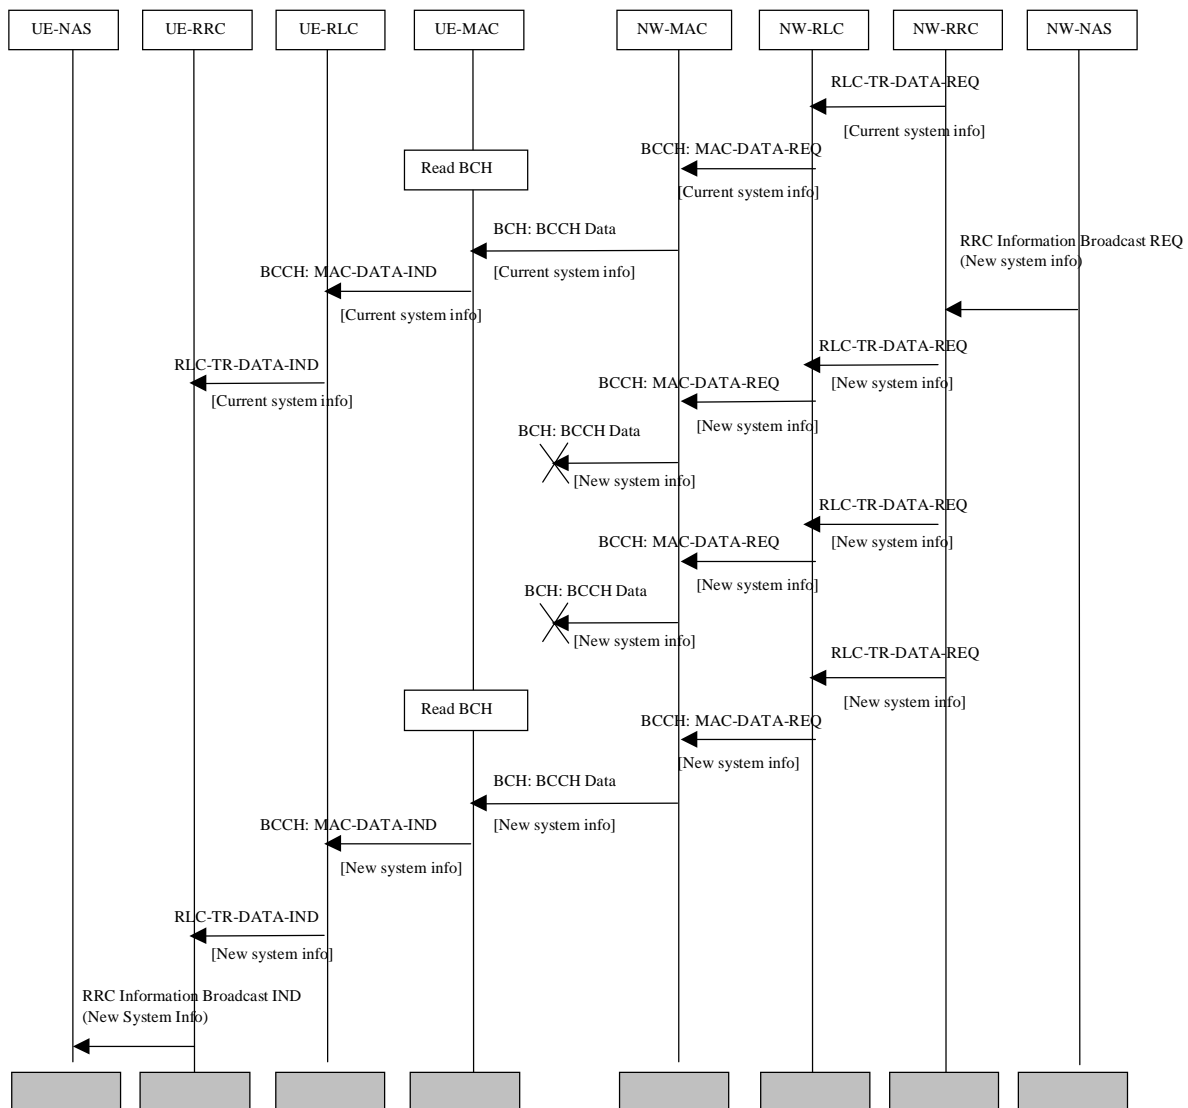 UE-NAS
UE-RRC
UE-RLC
UE-MAC
NW-MAC
NW-RLC
NW-RRC
NW-NAS
RLC-TR-DATA-REQ
[Current system info]
BCCH: MAC-DATA-REQ
Read BCH
[Current system info]
BCH: BCCH Data
RRC Information Broadcast REQ
(New system info)
[Current system info]
BCCH: MAC-DATA-IND
[Current system info]
RLC-TR-DATA-REQ
RLC-TR-DATA-IND
[New system info]
BCCH: MAC-DATA-REQ
[Current system info]
[New system info]
BCH: BCCH Data
[New system info]
RLC-TR-DATA-REQ
BCCH: MAC-DATA-REQ
[New system info]
[New system info]
BCH: BCCH Data
[New system info]
RLC-TR-DATA-REQ
[New system info]
Read BCH
BCCH: MAC-DATA-REQ
[New system info]
BCH: BCCH Data
[New system info]
BCCH: MAC-DATA-IND
[New system info]
RLC-TR-DATA-IND
[New system info]
RRC Information Broadcast IND
(New System Info)